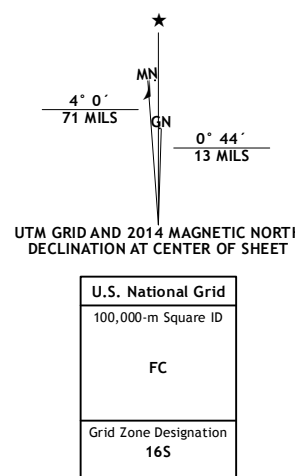 ★
MN
4° 0´
71 MILS
GN
0° 44´
13 MILS
UTM GRID AND 2014 MAGNETIC NORTH
DECLINATION AT CENTER OF SHEET
U.S. National Grid
100,000-m Square ID
FC
Grid Zone Designation
16S